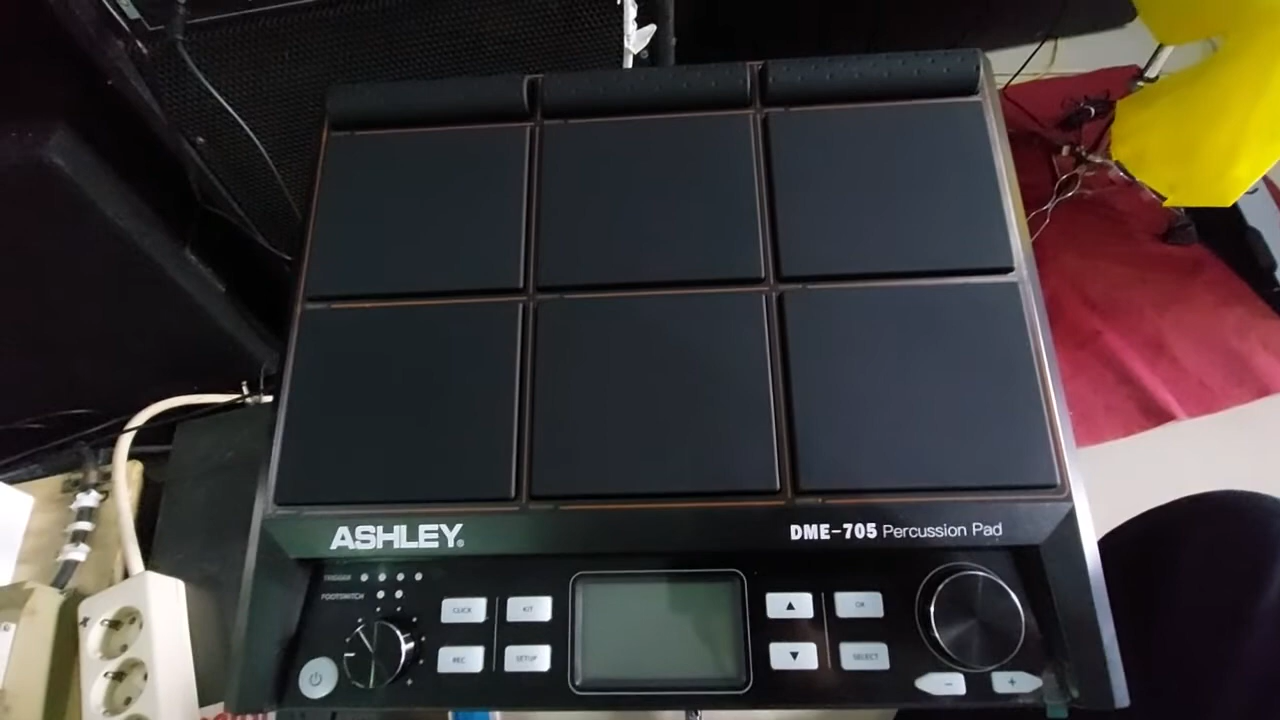 ASHLEY®
DME-705 Percussion Pad
TRIGGER
FOOTSWITCH
CLICK
KIT
▲
OK
REC
SETUP
▼
SELECT
−
+